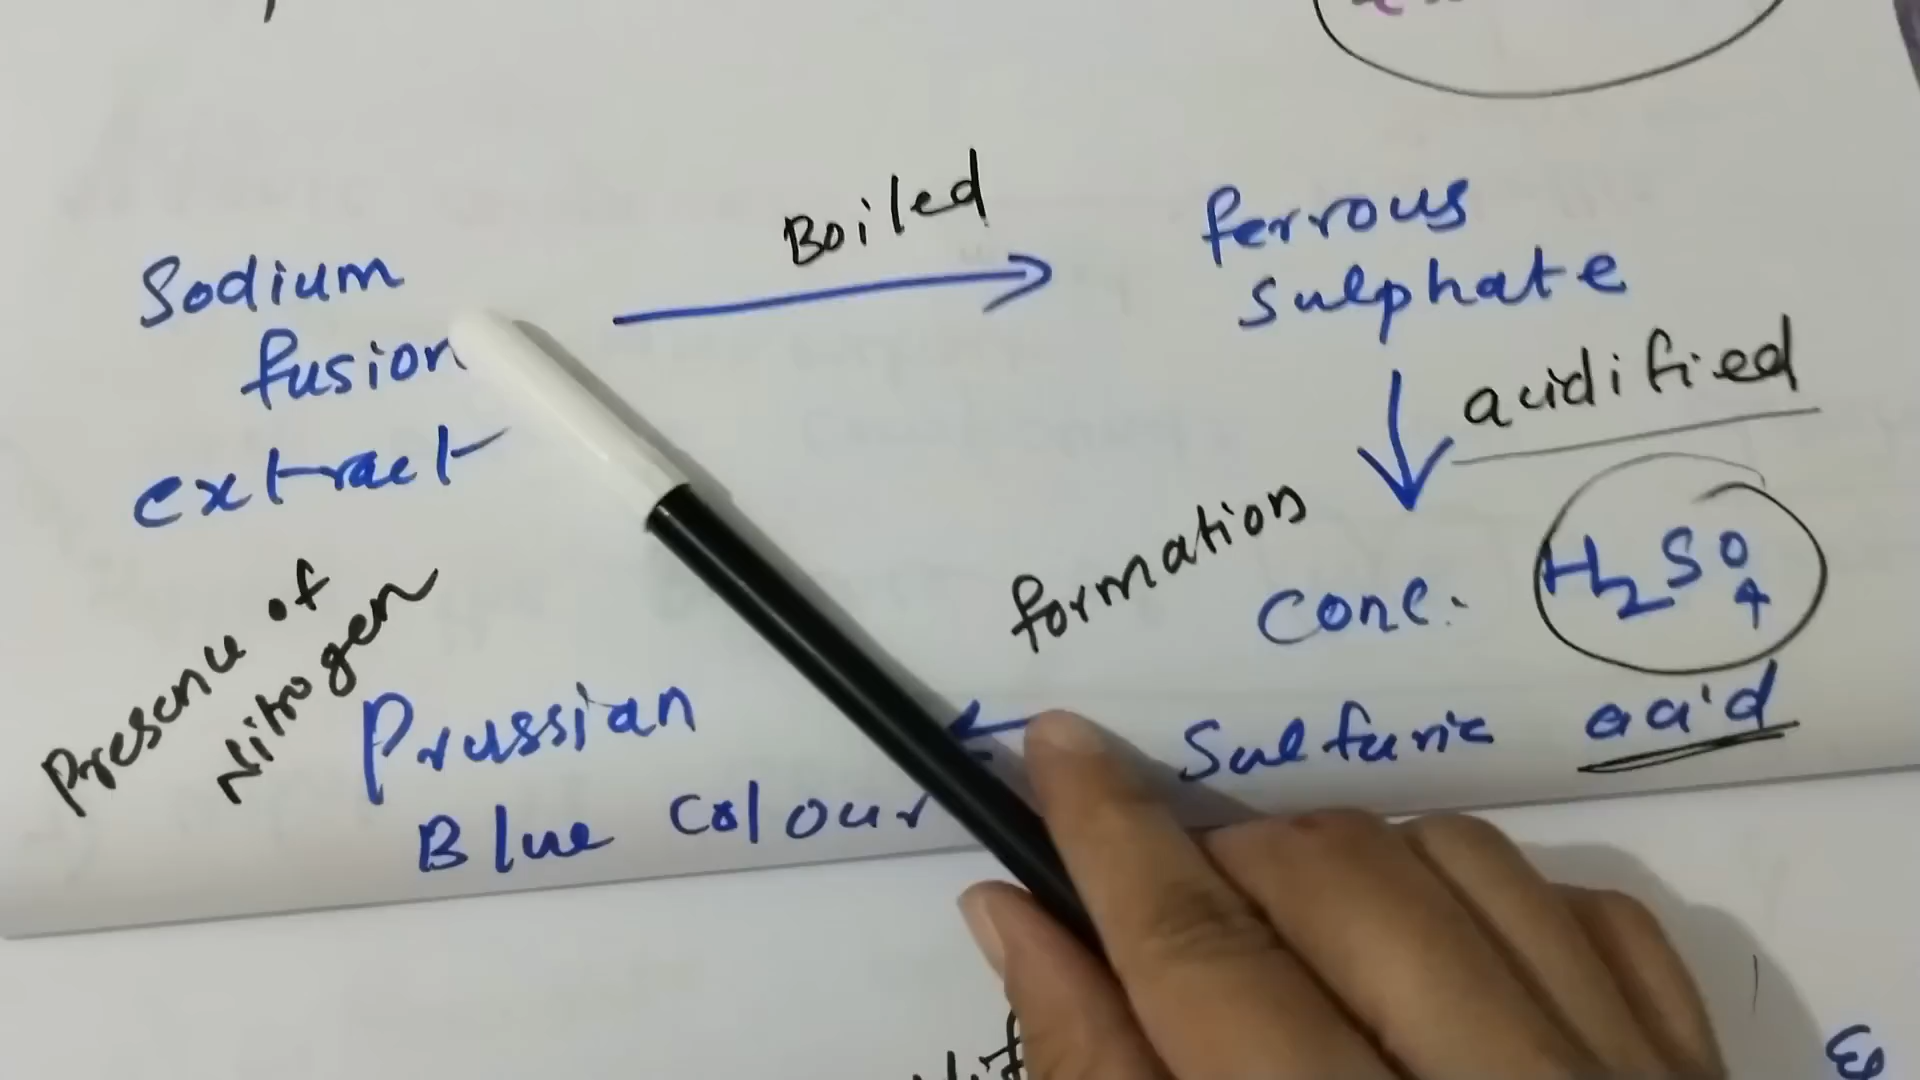 Sodium
fusion
extract
Boiled
ferrous
sulphate
acidified
Conc. H2SO4
Sulfuric acid
formation
Prussian
Blue Colour
Presence of
Nitrogen